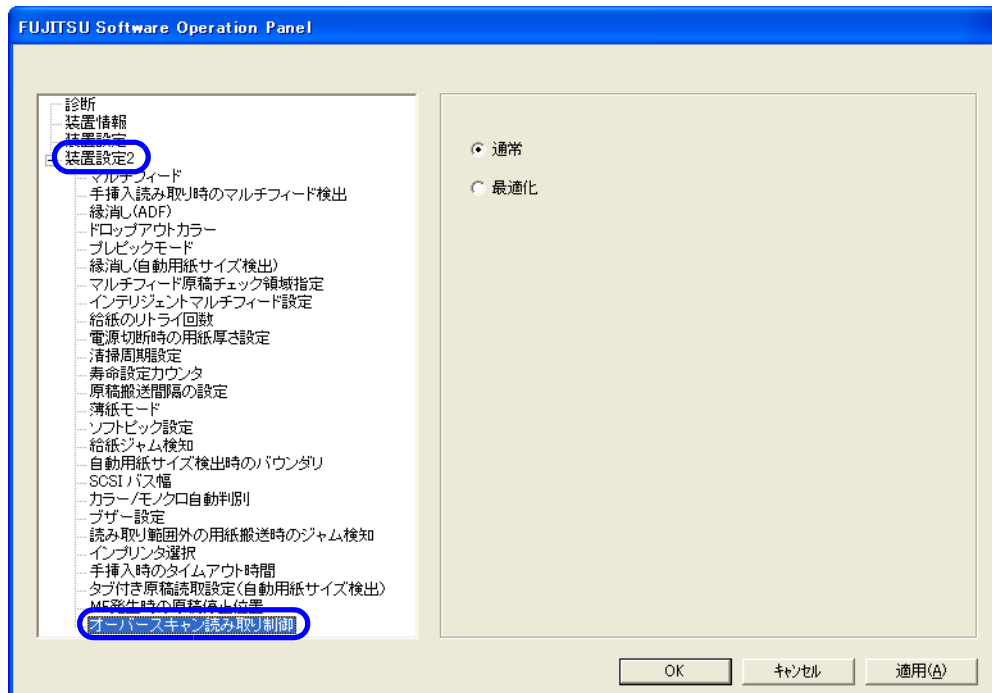 FUJITSU Software Operation Panel
診断
装置情報
装置設定
装置設定2
マルチフィード
手挿入読み取り時のマルチフィード検出
縁消し(ADF)
ドロップアウトカラー
プレピックモード
縁消し(自動用紙サイズ検出)
マルチフィード原稿チェック領域指定
インテリジェントマルチフィード設定
給紙のリトライ回数
電源切断時の用紙厚さ設定
清掃周期設定
寿命設定カウンタ
原稿搬送間隔の設定
薄紙モード
ソフトピック設定
給紙ジャム検知
自動用紙サイズ検出時のバウンダリ
SCSI バス幅
カラー/モノクロ自動判別
ブザー設定
読み取り範囲外の用紙搬送時のジャム検知
インプリンタ選択
手挿入時のタイムアウト時間
タブ付き原稿読取設定(自動用紙サイズ検出)
MF発生時の原稿停止位置
オーバースキャン読み取り制御
通常
最適化
OK
キャンセル
適用(A)